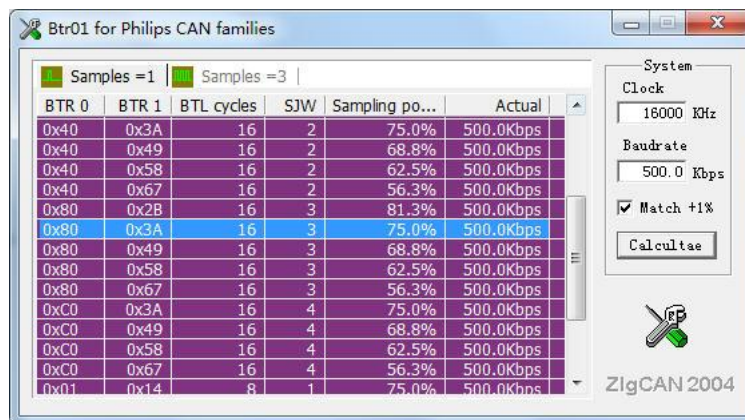 Btr01 for Philips CAN families
Samples =1 Samples =3
BTR 0 BTR 1 BTL cycles SJW Sampling po... Actual
0x40 0x3A 16 2 75.0% 500.0Kbps
0x40 0x49 16 2 68.8% 500.0Kbps
0x40 0x58 16 2 62.5% 500.0Kbps
0x40 0x67 16 2 56.3% 500.0Kbps
0x80 0x2B 16 3 81.3% 500.0Kbps
0x80 0x3A 16 3 75.0% 500.0Kbps
0x80 0x49 16 3 68.8% 500.0Kbps
0x80 0x58 16 3 62.5% 500.0Kbps
0x80 0x67 16 3 56.3% 500.0Kbps
0xC0 0x3A 16 4 75.0% 500.0Kbps
0xC0 0x49 16 4 68.8% 500.0Kbps
0xC0 0x58 16 4 62.5% 500.0Kbps
0xC0 0x67 16 4 56.3% 500.0Kbps
0x01 0x14 8 1 75.0% 500.0Kbps
System
Clock
16000 KHz
Baudrate
500.0 Kbps
Match +1%
Calcultae
ZIgCAN 2004